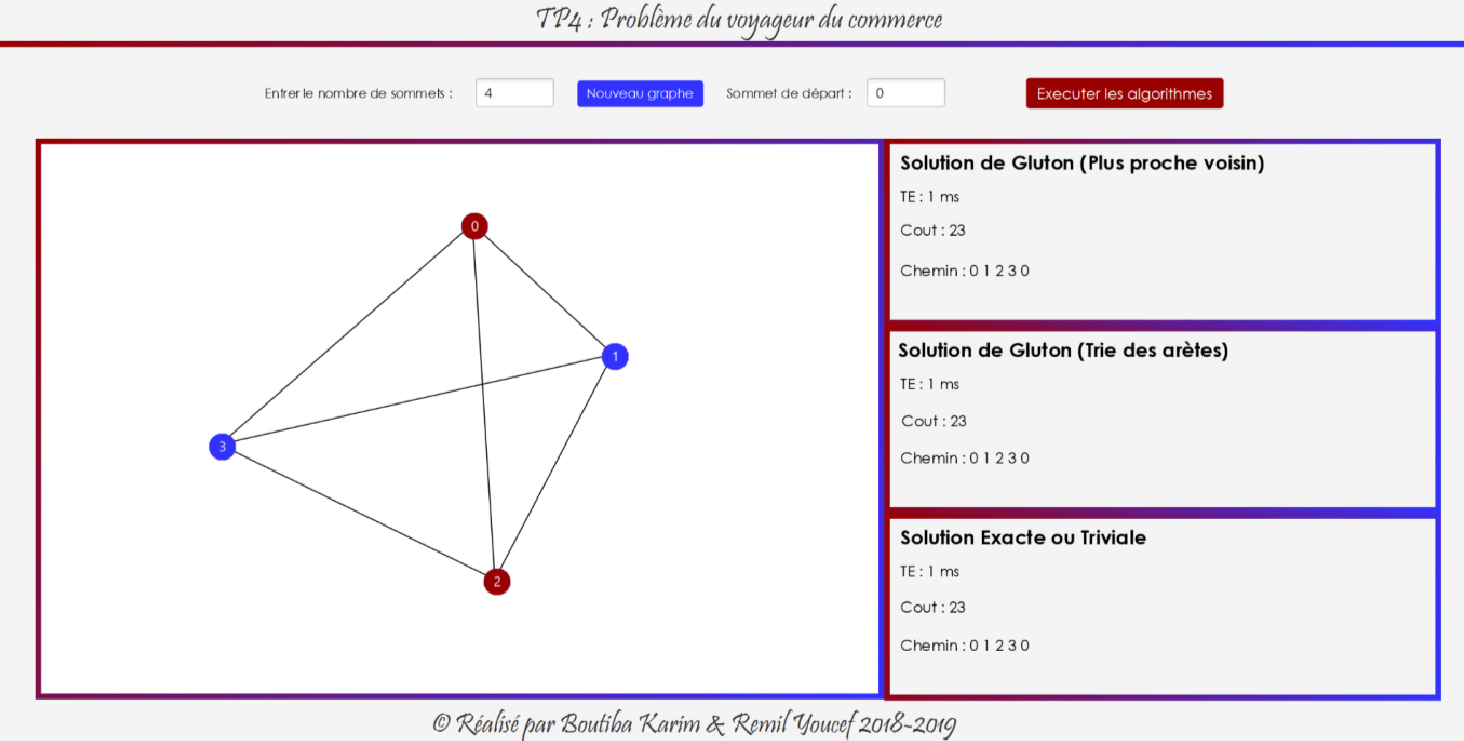 TP4 : Problème du voyageur du commerce
Entrer le nombre de sommets : 4 Nouveau graphe Sommet de départ : 0 Executer les algorithmes
0
1
3
2
Solution de Gluton (Plus proche voisin)
TE : 1 ms
Cout : 23
Chemin : 0 1 2 3 0
Solution de Gluton (Trie des arètes)
TE : 1 ms
Cout : 23
Chemin : 0 1 2 3 0
Solution Exacte ou Triviale
TE : 1 ms
Cout : 23
Chemin : 0 1 2 3 0
© Réalisé par Boutiba Karim & Remil Youcef 2018-2019